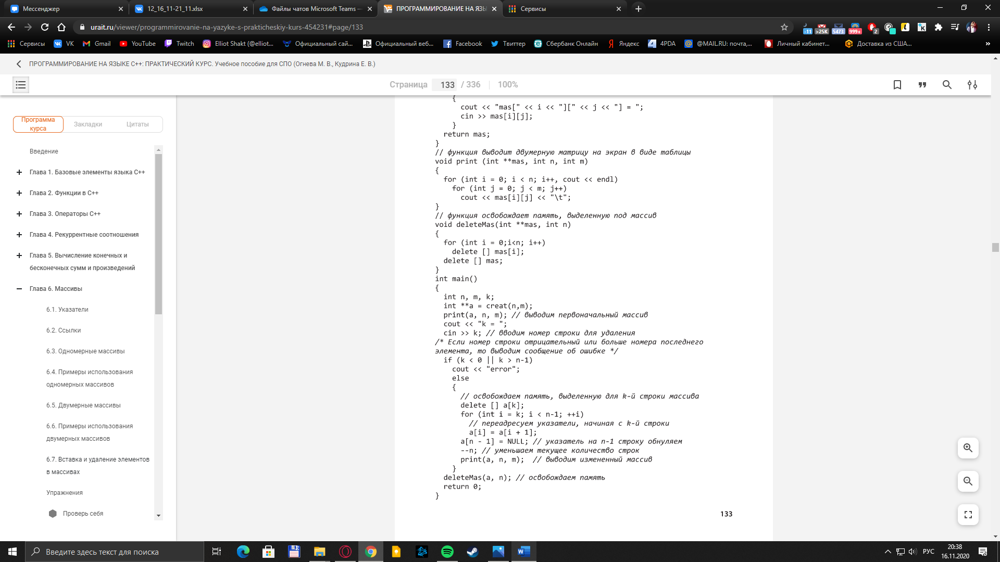 Мессенджер
12_16_11-21_11.xlsx
Файлы чатов Microsoft Teams —
ПРОГРАММИРОВАНИЕ НА ЯЗЫ
Сервисы
urait.ru/viewer/programmirovanie-na-yazyke-s-prakticheskiy-kurs-454231#page/133
-11
>25K
5473
999+
2
Сервисы
VK
Gmail
YouTube
Twitch
Elliot Shakt (@elliot...
Официальный сай...
Официальный веб...
Facebook
Твиттер
Сбербанк Онлайн
Яндекс
4PDA
@MAIL.RU: почта,...
Личный кабинет...
Доставка из США...
»
ПРОГРАММИРОВАНИЕ НА ЯЗЫКЕ С++: ПРАКТИЧЕСКИЙ КУРС. Учебное пособие для СПО (Огнева М. В., Кудрина Е. В.)
Страница 133 / 336 100%
Программа курса
Закладки
Цитаты
Введение
Глава 1. Базовые элементы языка С++
Глава 2. Функции в С++
Глава 3. Операторы С++
Глава 4. Рекуррентные соотношения
Глава 5. Вычисление конечных и
бесконечных сумм и произведений
Глава 6. Массивы
6.1. Указатели
6.2. Ссылки
6.3. Одномерные массивы
6.4. Примеры использования
одномерных массивов
6.5. Двумерные массивы
6.6. Примеры использования
двумерных массивов
6.7. Вставка и удаление элементов
в массивах
Упражнения
Проверь себя
{
cout << "mas[" << i << "][" << j << "] = ";
cin >> mas[i][j];
}
return mas;
}
// функция выводит двумерную матрицу на экран в виде таблицы
void print (int **mas, int n, int m)
{
for (int i = 0; i < n; i++, cout << endl)
for (int j = 0; j < m; j++)
cout << mas[i][j] << "\t";
}
// функция освобождает память, выделенную под массив
void deleteMas(int **mas, int n)
{
for (int i = 0;i<n; i++)
delete [] mas[i];
delete [] mas;
}
int main()
{
int n, m, k;
int **a = creat(n,m);
print(a, n, m); // выводим первоначальный массив
cout << "k = ";
cin >> k; // вводим номер строки для удаления
/* Если номер строки отрицательный или больше номера последнего
элемента, то выводим сообщение об ошибке */
if (k < 0 || k > n-1)
cout << "error";
else
{
// освобождаем память, выделенную для k-й строки массива
delete [] a[k];
for (int i = k; i < n-1; ++i)
// переадресуем указатели, начиная с k-й строки
a[i] = a[i + 1];
a[n - 1] = NULL; // указатель на n-1 строку обнуляем
--n; // уменьшаем текущее количество строк
print(a, n, m); // выводим измененный массив
}
deleteMas(a, n); // освобождаем память
return 0;
}
133
Введите здесь текст для поиска
РУС
20:38
16.11.2020